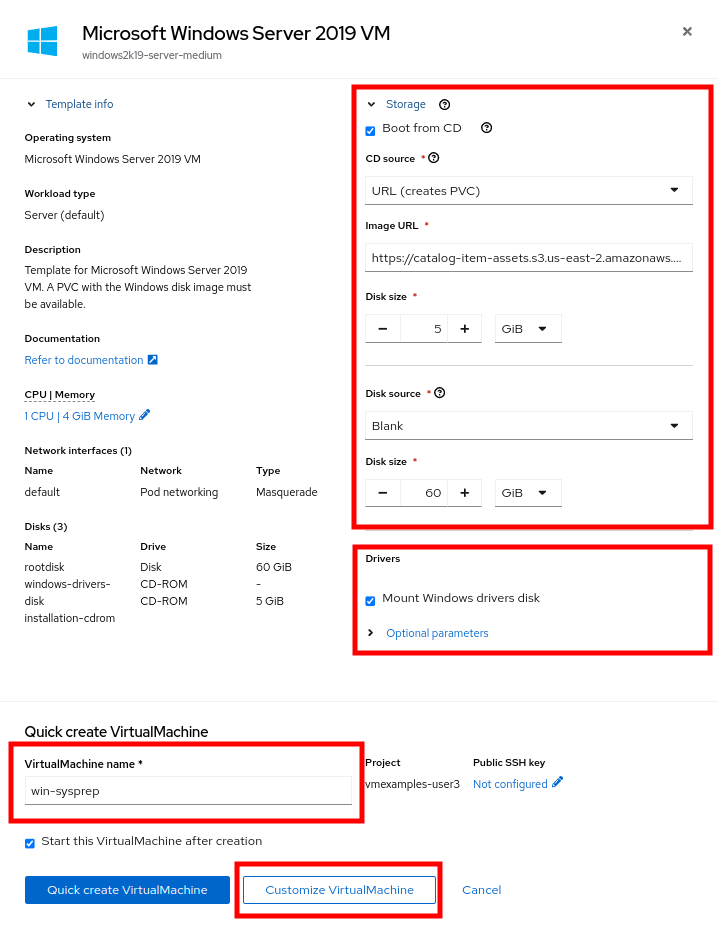 Microsoft Windows Server 2019 VM
windows2k19-server-medium
Template info
Operating system
Microsoft Windows Server 2019 VM
Workload type
Server (default)
Description
Template for Microsoft Windows Server 2019
VM. A PVC with the Windows disk image must
be available.
Documentation
Refer to documentation
CPU | Memory
1 CPU | 4 GiB Memory
Network interfaces (1)
Name Network Type
default Pod networking Masquerade
Disks (3)
Name Drive Size
rootdisk Disk 60 GiB
windows-drivers- CD-ROM -
disk CD-ROM 5 GiB
installation-cdrom
Storage
Boot from CD
CD source *
URL (creates PVC)
Image URL *
https://catalog-item-assets.s3.us-east-2.amazonaws....
Disk size *
5 GiB
Disk source *
Blank
Disk size *
60 GiB
Drivers
Mount Windows drivers disk
Optional parameters
Quick create VirtualMachine
VirtualMachine name * Project Public SSH key
win-sysprep vmexamples-user3 Not configured
Start this VirtualMachine after creation
Quick create VirtualMachine Customize VirtualMachine Cancel